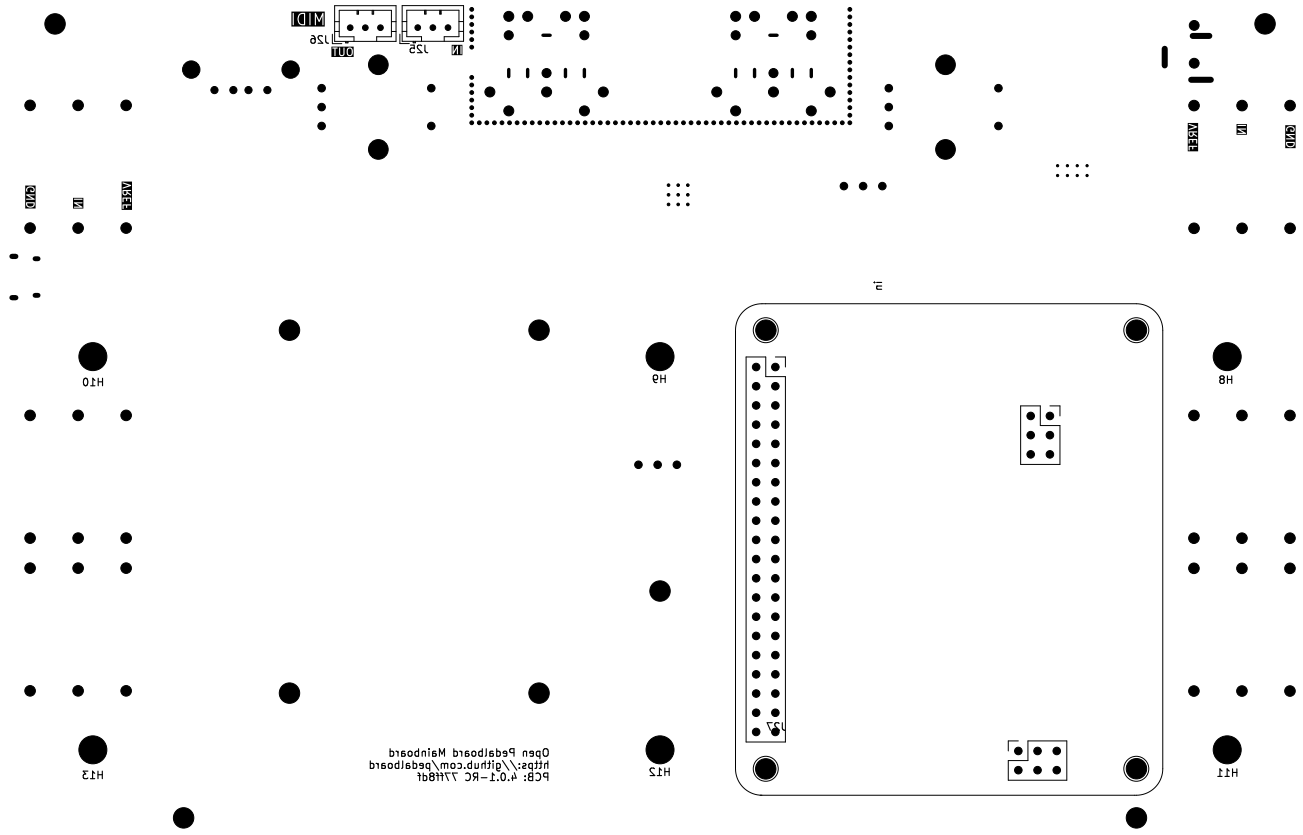 MIDI
J26
OUT
J25
IN
VREF
IN
GND
GND
IN
VREF
in
H10
H9
H8
J27
Open Pedalboard Mainboard
https://github.com/pedalboard
PCB: 4.0.1-RC 77ff8df
H13
H12
H11